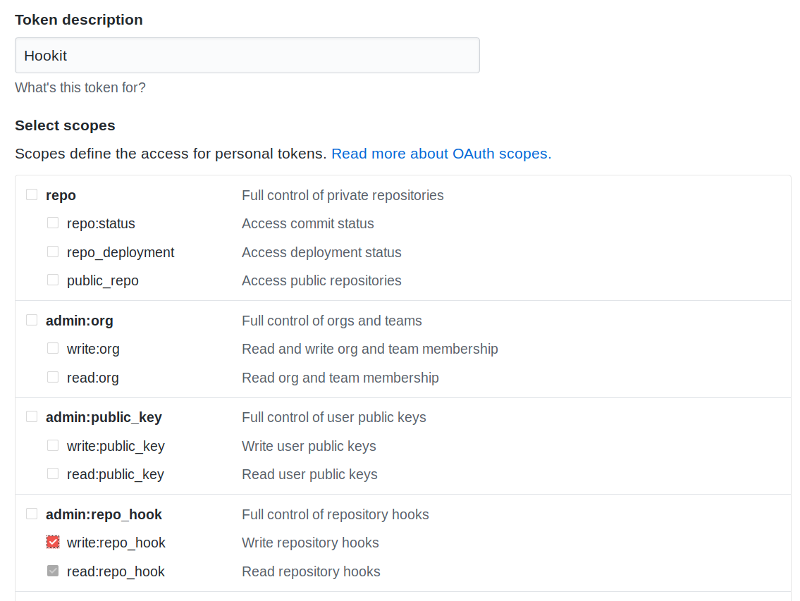 Token description
Hookit
What's this token for?
Select scopes
Scopes define the access for personal tokens. Read more about OAuth scopes.
repo Full control of private repositories
repo:status Access commit status
repo_deployment Access deployment status
public_repo Access public repositories
admin:org Full control of orgs and teams
write:org Read and write org and team membership
read:org Read org and team membership
admin:public_key Full control of user public keys
write:public_key Write user public keys
read:public_key Read user public keys
admin:repo_hook Full control of repository hooks
write:repo_hook Write repository hooks
read:repo_hook Read repository hooks